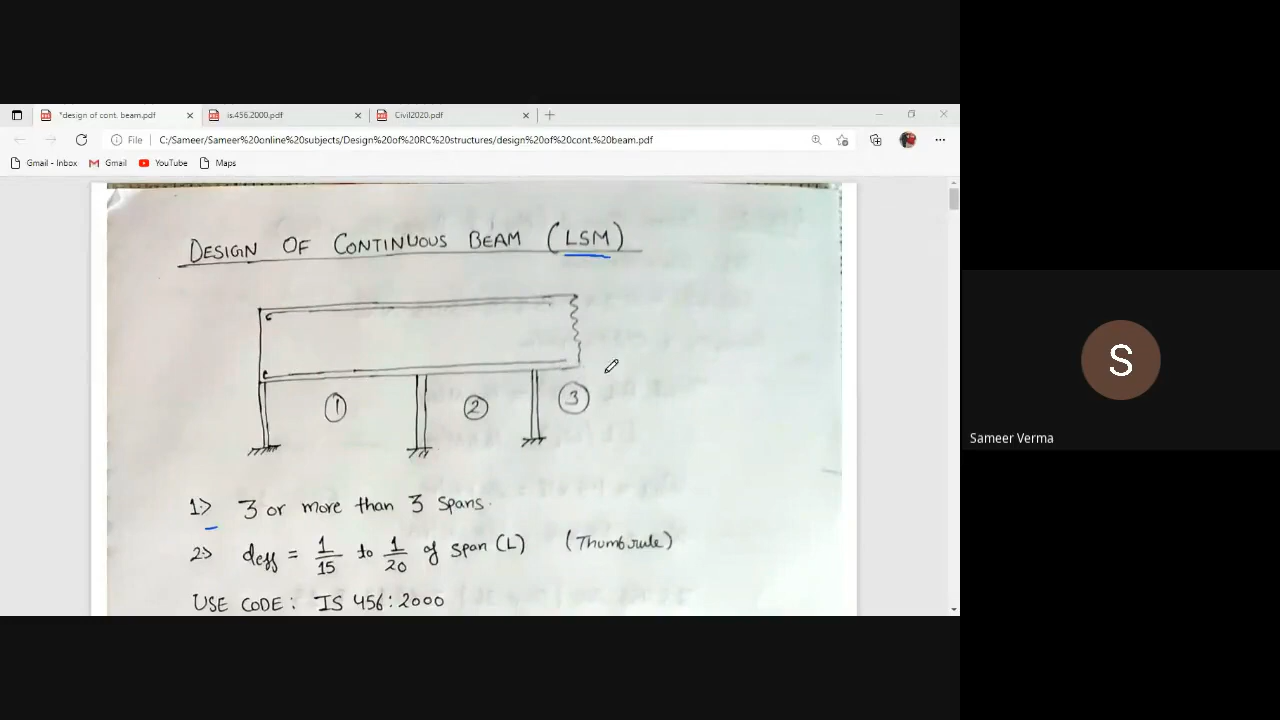 *design of cont. beam.pdf
is.456.2000.pdf
Civil2020.pdf
File
C:/Sameer/Sameer%20online%20subjects/Design%20of%20RC%20structures/design%20of%20cont.%20beam.pdf
Gmail - Inbox
Gmail
YouTube
Maps
DESIGN OF CONTINUOUS BEAM (LSM)
1
2
3
1> 3 or more than 3 spans.
2> deff = 1/15 to 1/20 of span (L) (Thumbrule)
USE CODE: IS 456:2000
S
Sameer Verma